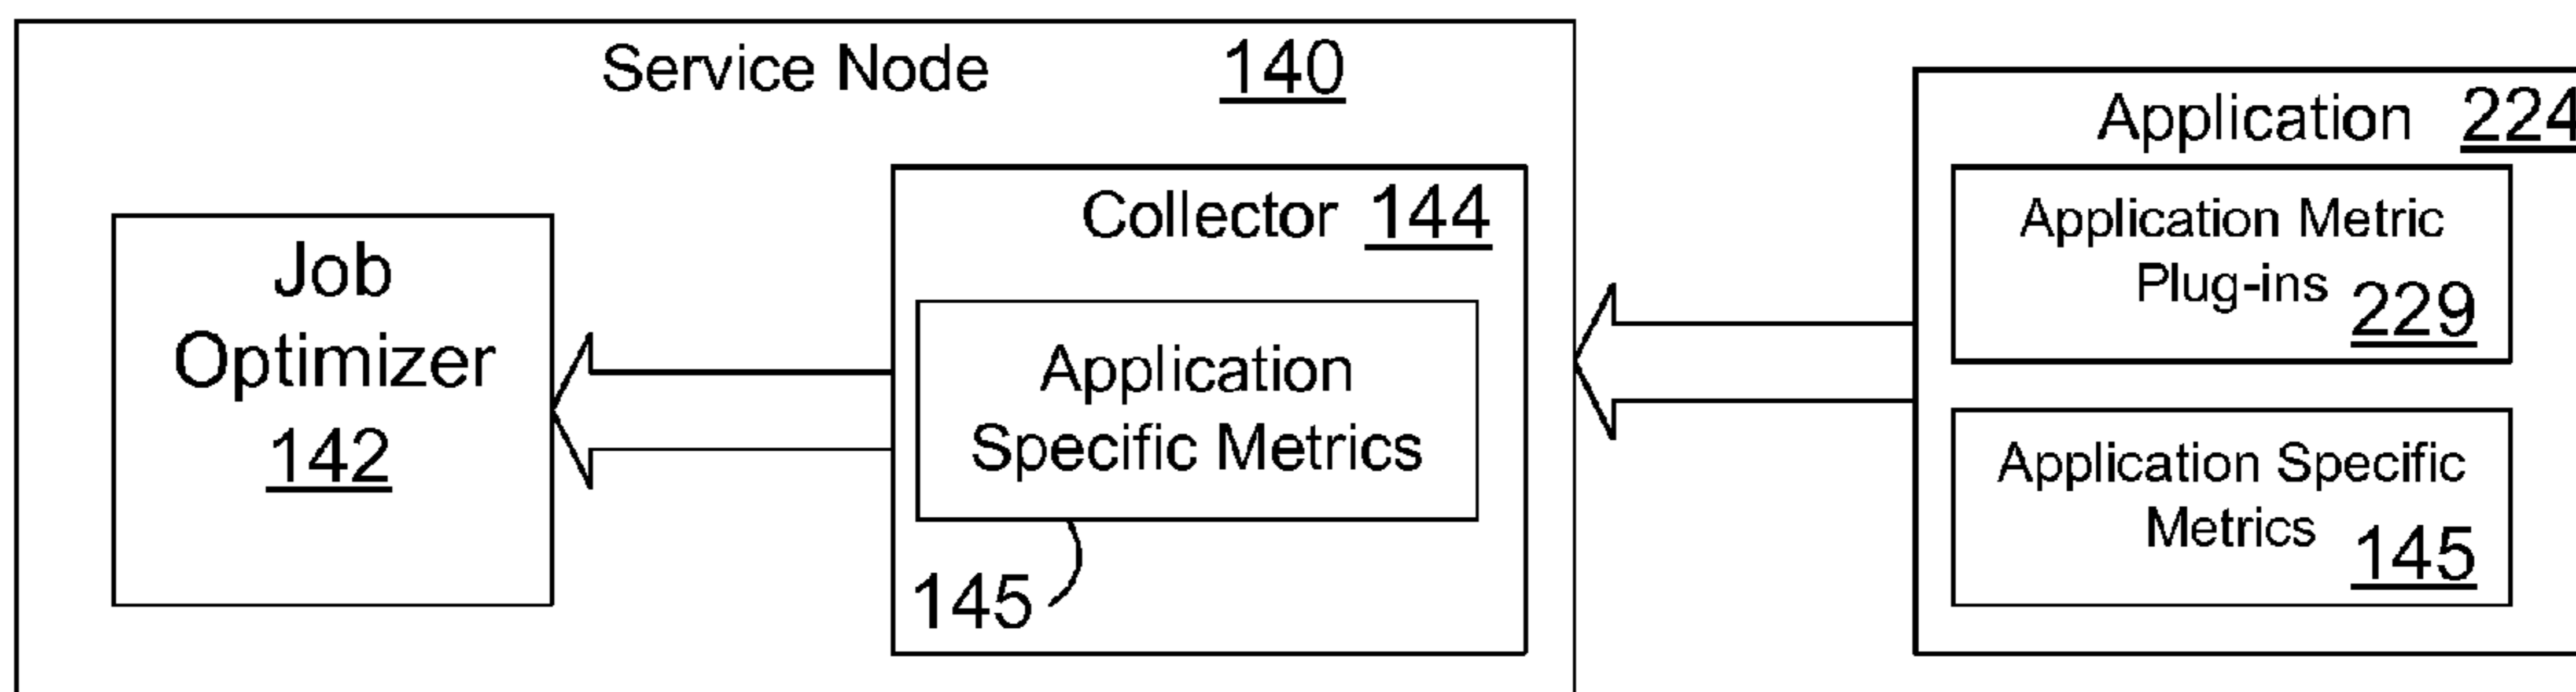 Service Node 140
Job
Optimizer
142
Collector 144
Application
Specific Metrics
145
Application 224
Application Metric
Plug-ins 229
Application Specific
Metrics 145